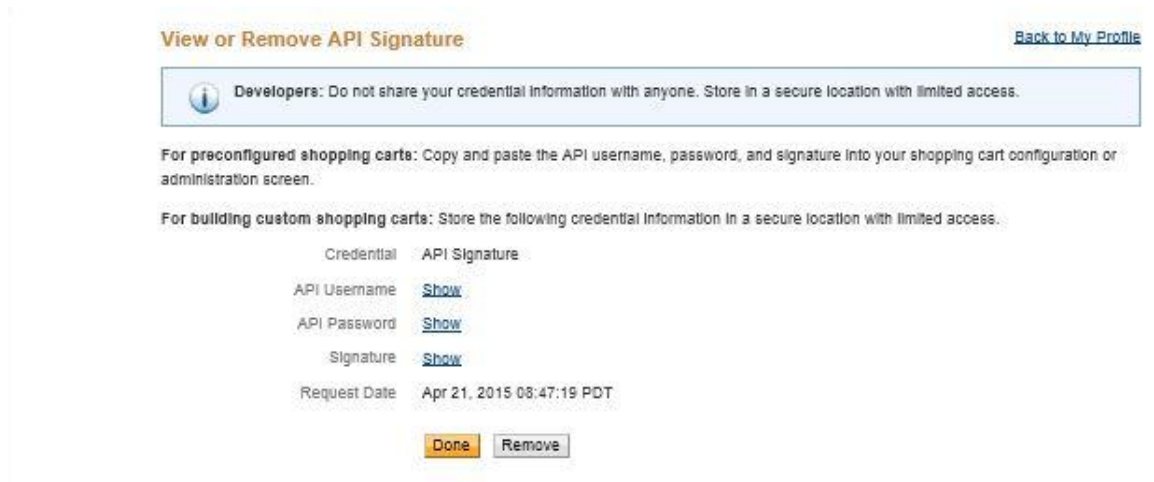 View or Remove API Signature
Back to My Profile
Developers: Do not share your credential information with anyone. Store in a secure location with limited access.
For preconfigured shopping carts: Copy and paste the API username, password, and signature into your shopping cart configuration or
administration screen.
For building custom shopping carts: Store the following credential information in a secure location with limited access.
Credential API Signature
API Username Show
API Password Show
Signature Show
Request Date Apr 21, 2015 08:47:19 PDT
Done Remove